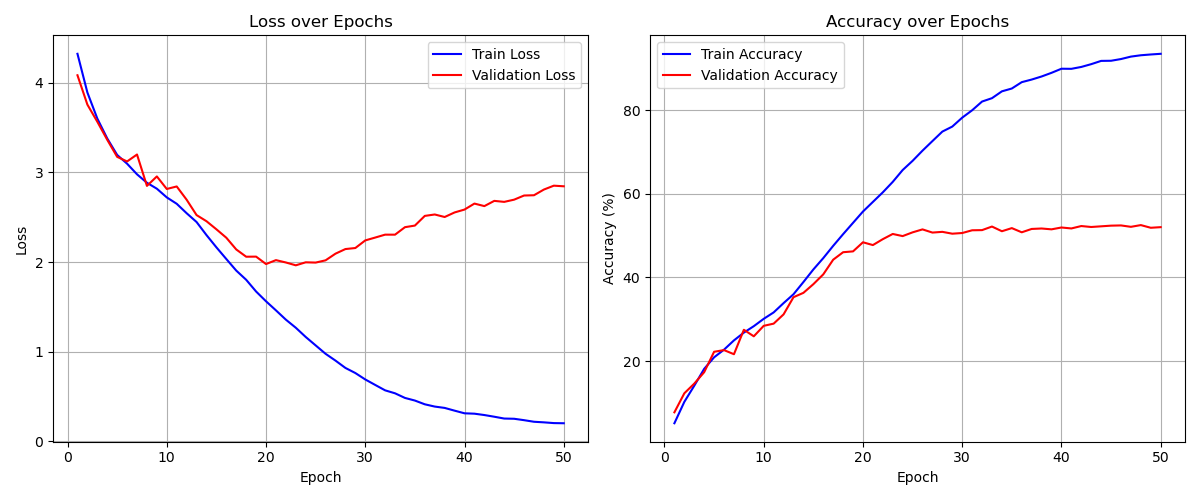 Loss over Epochs
Train Loss
Validation Loss
Loss
4
3
2
1
0
0 10 20 30 40 50
Epoch
Accuracy over Epochs
Train Accuracy
Validation Accuracy
Accuracy (%)
80
60
40
20
0 10 20 30 40 50
Epoch